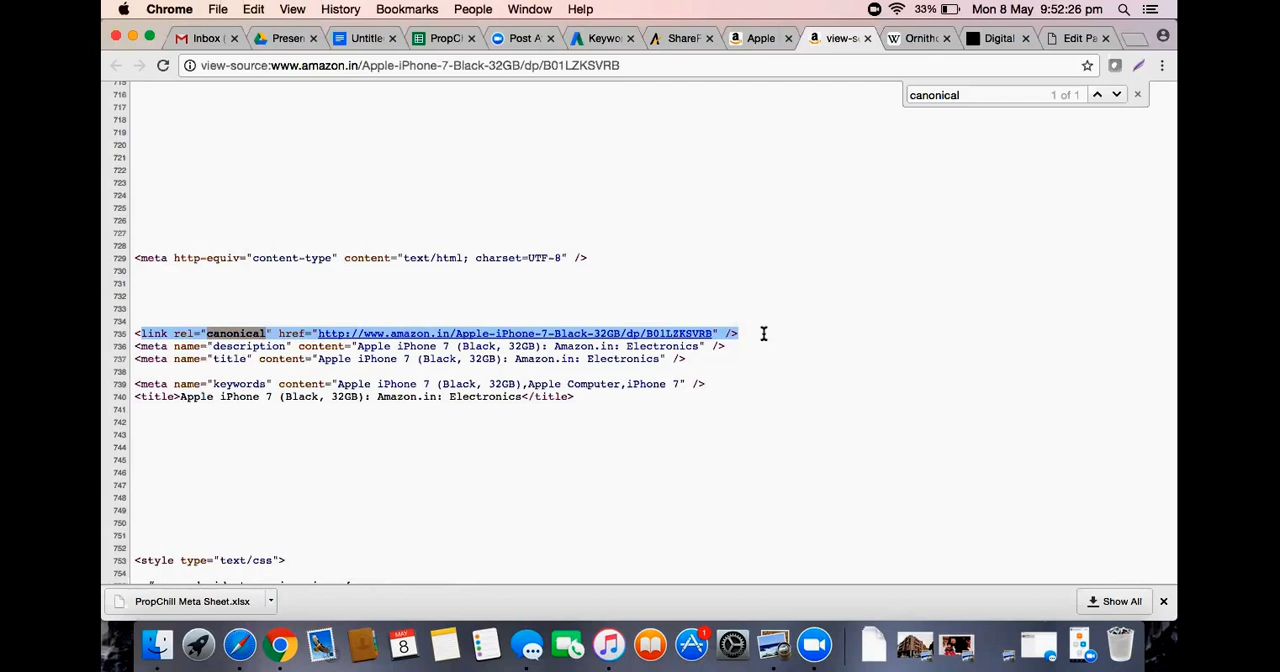 Chrome File Edit View History Bookmarks People Window Help 33% Mon 8 May 9:52:26 pm
Inbox ( Presen Untitle PropC Post A Keywo ShareF Apple view-s Ornith Digital Edit Pa
view-source:www.amazon.in/Apple-iPhone-7-Black-32GB/dp/B01LZKSVRB
canonical 1 of 1
715
716
717
718
719
720
721
722
723
724
725
726
727
728
729 <meta http-equiv="content-type" content="text/html; charset=UTF-8" />
730
731
732
733
734
735 <link rel="canonical" href="http://www.amazon.in/Apple-iPhone-7-Black-32GB/dp/B01LZKSVRB" />
736 <meta name="description" content="Apple iPhone 7 (Black, 32GB): Amazon.in: Electronics" />
737 <meta name="title" content="Apple iPhone 7 (Black, 32GB): Amazon.in: Electronics" />
738
739 <meta name="keywords" content="Apple iPhone 7 (Black, 32GB),Apple Computer,iPhone 7" />
740 <title>Apple iPhone 7 (Black, 32GB): Amazon.in: Electronics</title>
741
742
743
744
745
746
747
748
749
750
751
752
753 <style type="text/css">
754
PropChill Meta Sheet.xlsx Show All
MAY
8 1